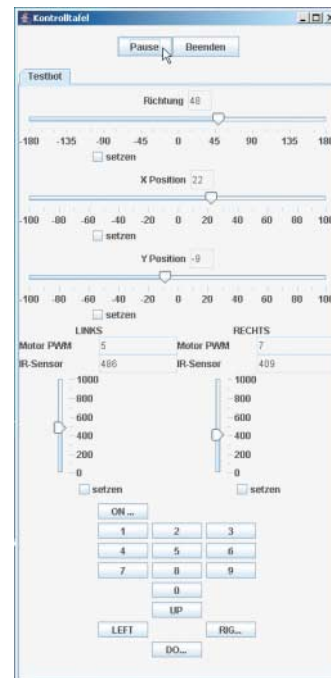 Kontrolltafel
Pause Beenden
Testbot
Richtung 48
-180 -135 -90 -45 0 45 90 135 180
setzen
X Position 22
-100 -80 -60 -40 -20 0 20 40 60 80 100
setzen
Y Position -9
-100 -80 -60 -40 -20 0 20 40 60 80 100
setzen
LINKS RECHTS
Motor PWM 5 Motor PWM 7
IR-Sensor 486 IR-Sensor 409
1000 1000
800 800
600 600
400 400
200 200
0 0
setzen setzen
ON ...
1 2 3
4 5 6
7 8 9
0
UP
LEFT RIG...
DO...